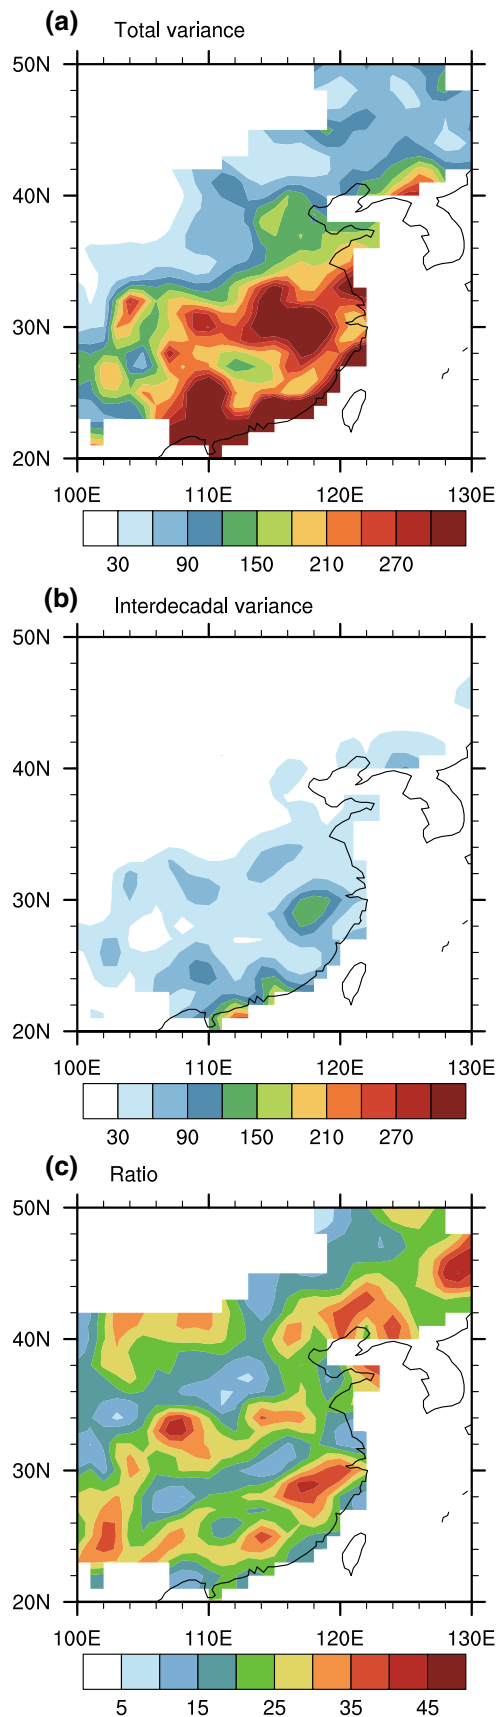 (a) Total variance
50N
40N
30N
20N
100E 110E 120E 130E
30 90 150 210 270
(b) Interdecadal variance
50N
40N
30N
20N
100E 110E 120E 130E
30 90 150 210 270
(c) Ratio
50N
40N
30N
20N
100E 110E 120E 130E
5 15 25 35 45